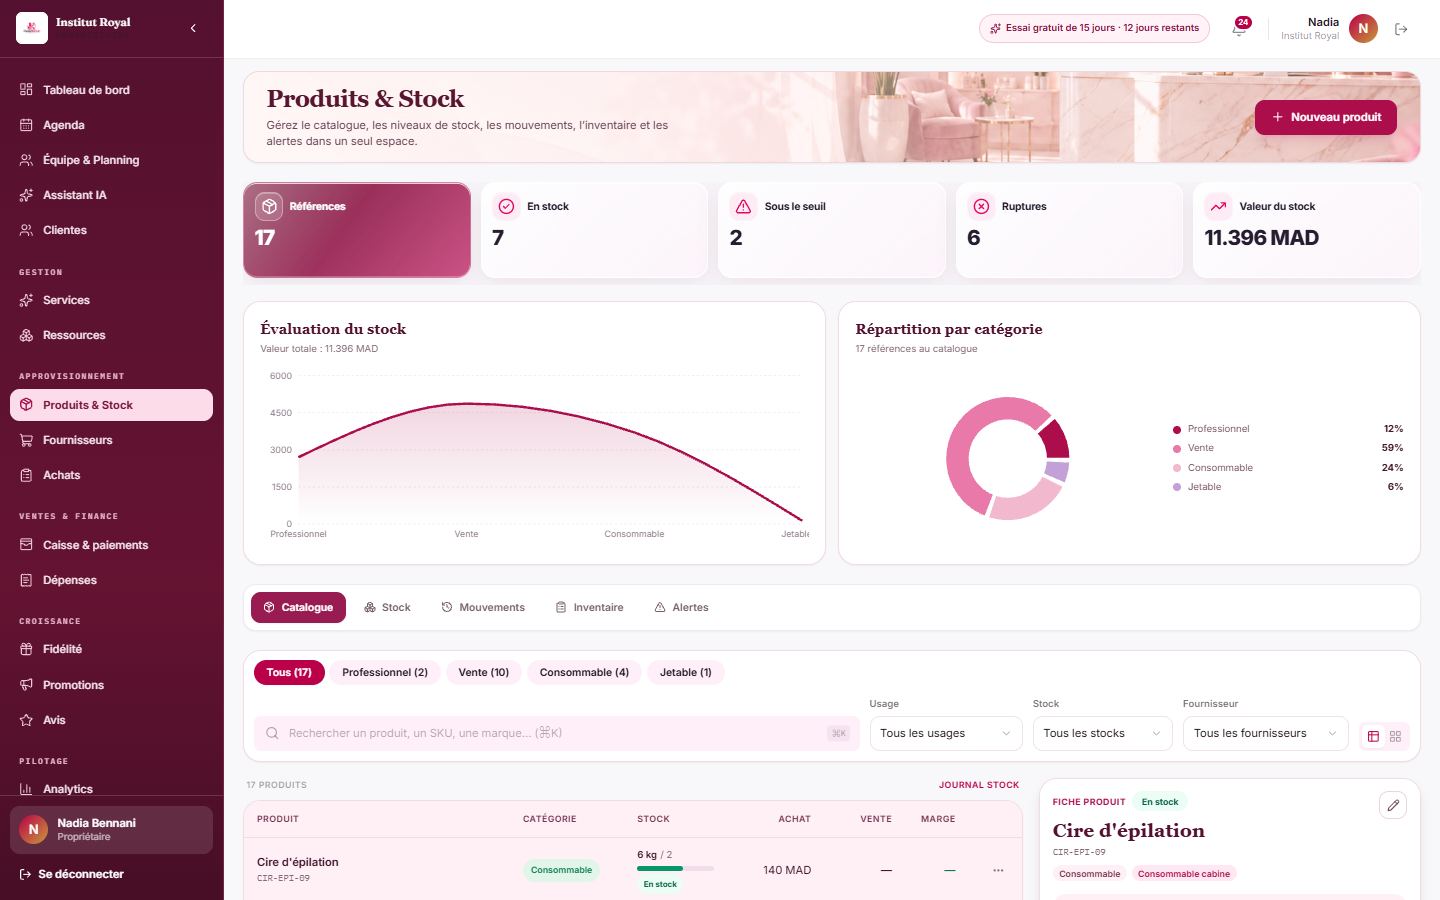 Institut Royal
Essai gratuit de 15 jours · 12 jours restants
24
Nadia
Institut Royal
N
Tableau de bord
Agenda
Équipe & Planning
Assistant IA
Clientes
GESTION
Services
Ressources
APPROVISIONNEMENT
Produits & Stock
Fournisseurs
Achats
VENTES & FINANCE
Caisse & paiements
Dépenses
CROISSANCE
Fidélité
Promotions
Avis
PILOTAGE
Analytics
N
Nadia Bennani
Propriétaire
Se déconnecter
Produits & Stock
Gérez le catalogue, les niveaux de stock, les mouvements, l'inventaire et les
alertes dans un seul espace.
Nouveau produit
Références
17
En stock
7
Sous le seuil
2
Ruptures
6
Valeur du stock
11.396 MAD
Évaluation du stock
Valeur totale : 11.396 MAD
6000
4500
3000
1500
0
Professionnel Vente Consommable Jetable
Répartition par catégorie
17 références au catalogue
Professionnel 12%
Vente 59%
Consommable 24%
Jetable 6%
Catalogue Stock Mouvements Inventaire Alertes
Tous (17) Professionnel (2) Vente (10) Consommable (4) Jetable (1)
Usage Stock Fournisseur
Rechercher un produit, un SKU, une marque... (⌘K) ⌘K Tous les usages Tous les stocks Tous les fournisseurs
17 PRODUITS JOURNAL STOCK
PRODUIT CATÉGORIE STOCK ACHAT VENTE MARGE
Cire d'épilation
CIR-EPI-09
Consommable
6 kg / 2
En stock
140 MAD — — ...
FICHE PRODUIT En stock
Cire d'épilation
CIR-EPI-09
Consommable Consommable cabine